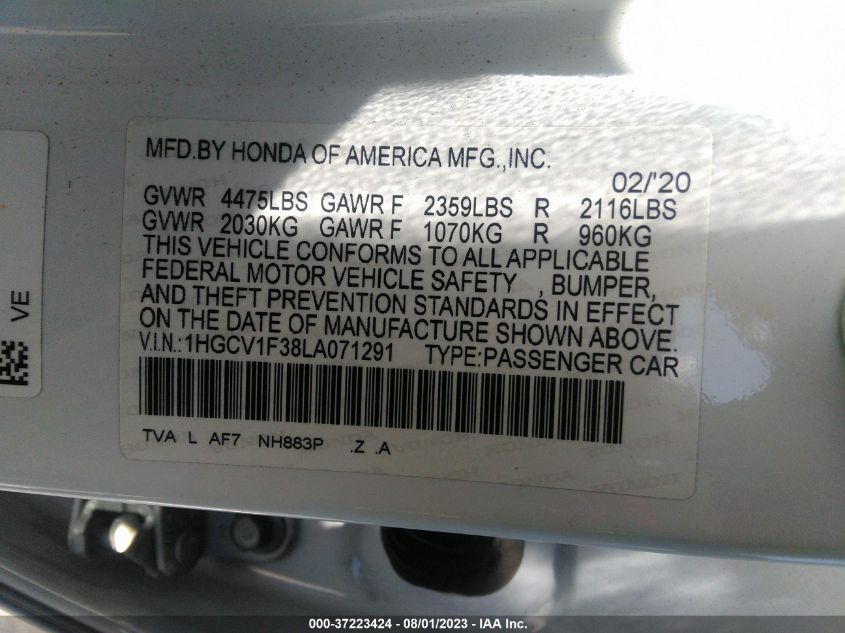 MFD.BY HONDA OF AMERICA MFG.,INC.
02/'20
GVWR 4475LBS GAWR F 2359LBS R 2116LBS
GVWR 2030KG GAWR F 1070KG R 960KG
THIS VEHICLE CONFORMS TO ALL APPLICABLE
FEDERAL MOTOR VEHICLE SAFETY , BUMPER,
AND THEFT PREVENTION STANDARDS IN EFFECT
ON THE DATE OF MANUFACTURE SHOWN ABOVE.
V.I.N.:1HGCV1F38LA071291 TYPE:PASSENGER CAR
TVA L AF7 NH883P .Z .A
VE
000-37223424 - 08/01/2023 - IAA Inc.